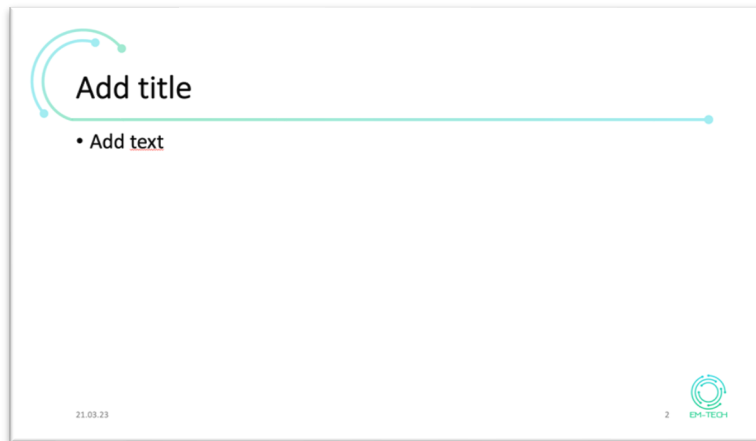 Add title
• Add text
21.03.23
2
EM-TECH